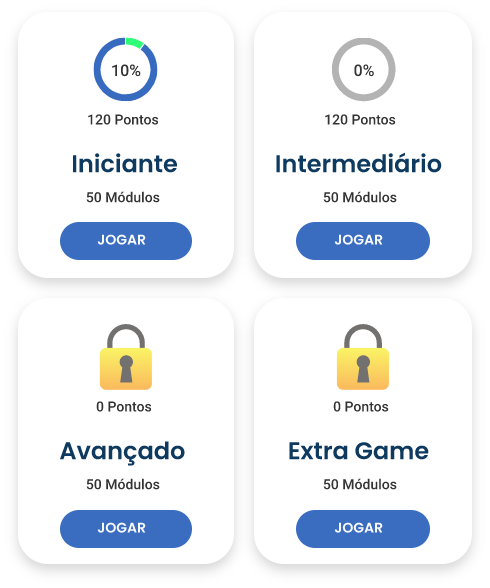 10%
120 Pontos
Iniciante
50 Módulos
JOGAR
0%
120 Pontos
Intermediário
50 Módulos
JOGAR
0 Pontos
Avançado
50 Módulos
JOGAR
0 Pontos
Extra Game
50 Módulos
JOGAR